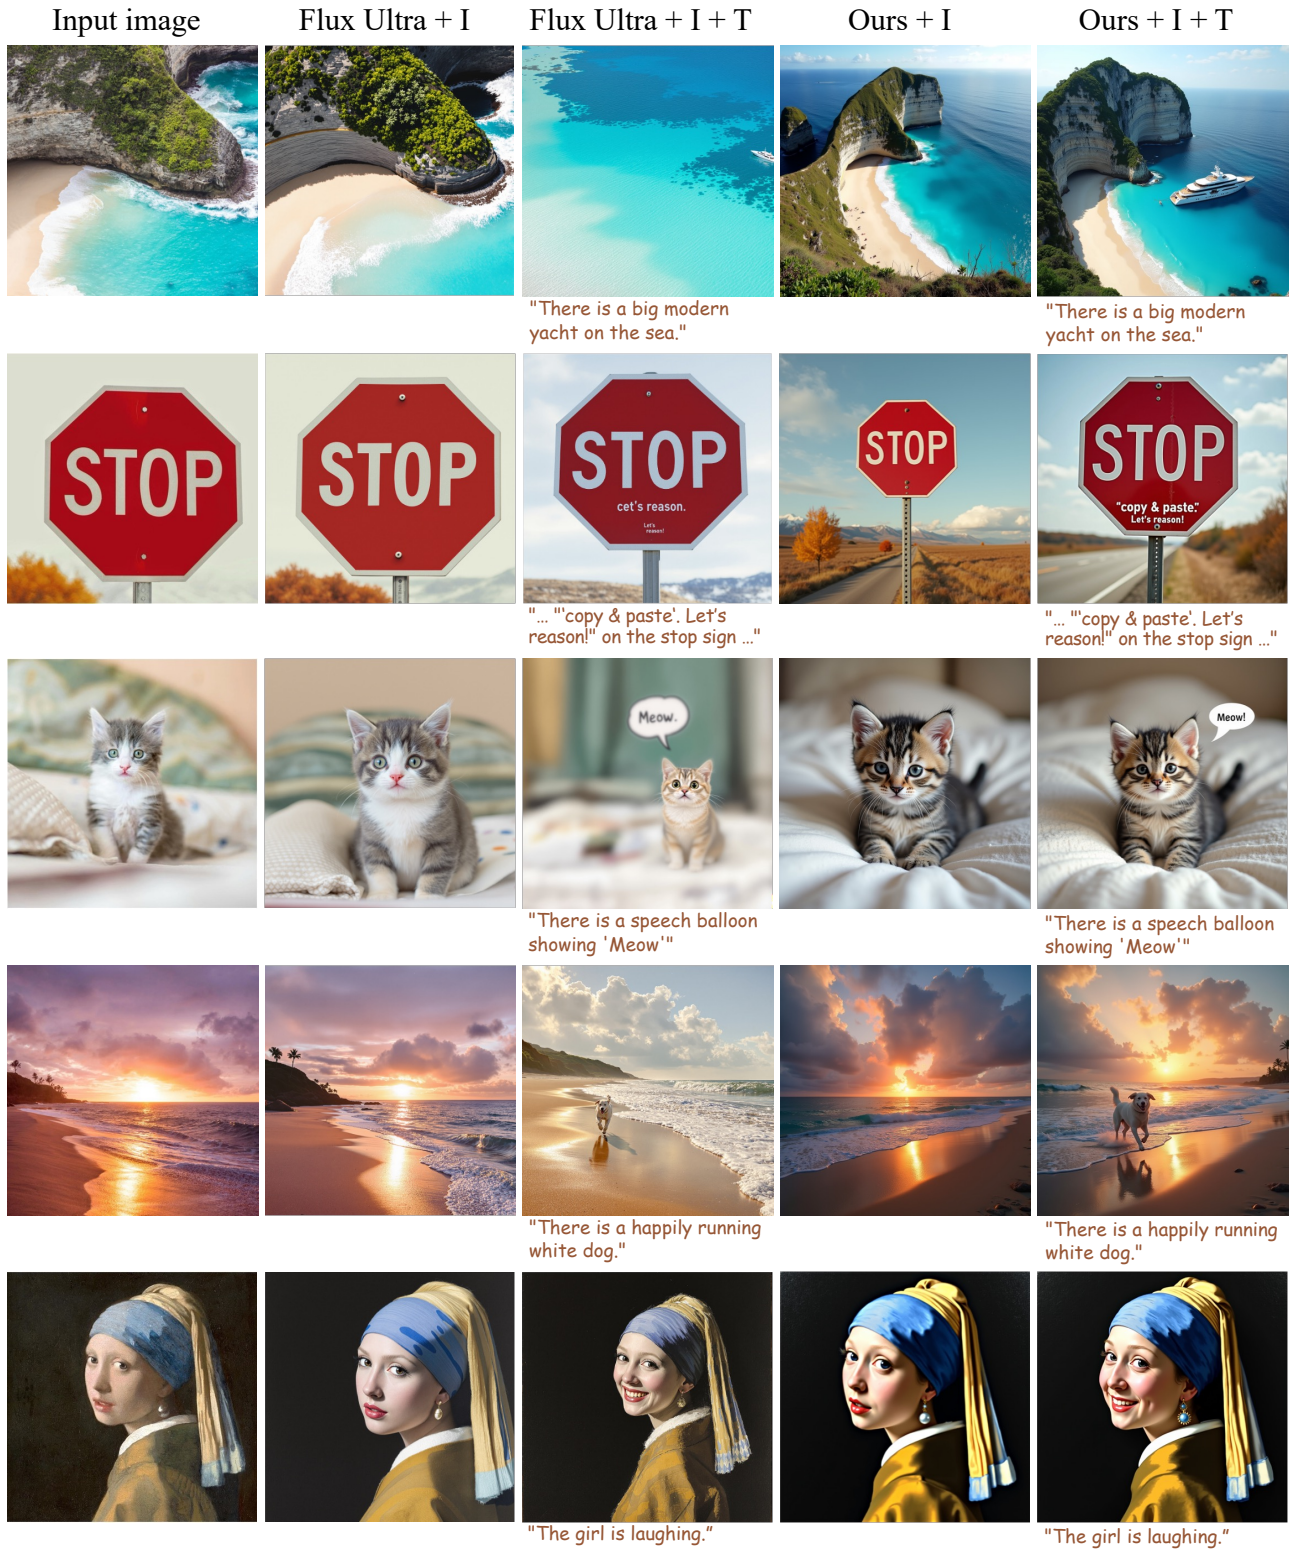 Input image
Flux Ultra + I
Flux Ultra + I + T
Ours + I
Ours + I + T
"There is a big modern
yacht on the sea."
"There is a big modern
yacht on the sea."
STOP
STOP
STOP
cet's reason.
Let's
reason!
STOP
STOP
"copy & paste."
Let's reason!
"... "'copy & paste'. Let's
reason!" on the stop sign ..."
"... "'copy & paste'. Let's
reason!" on the stop sign ..."
Meow.
Meow!
"There is a speech balloon
showing 'Meow'"
"There is a speech balloon
showing 'Meow'"
"There is a happily running
white dog."
"There is a happily running
white dog."
"The girl is laughing."
"The girl is laughing."